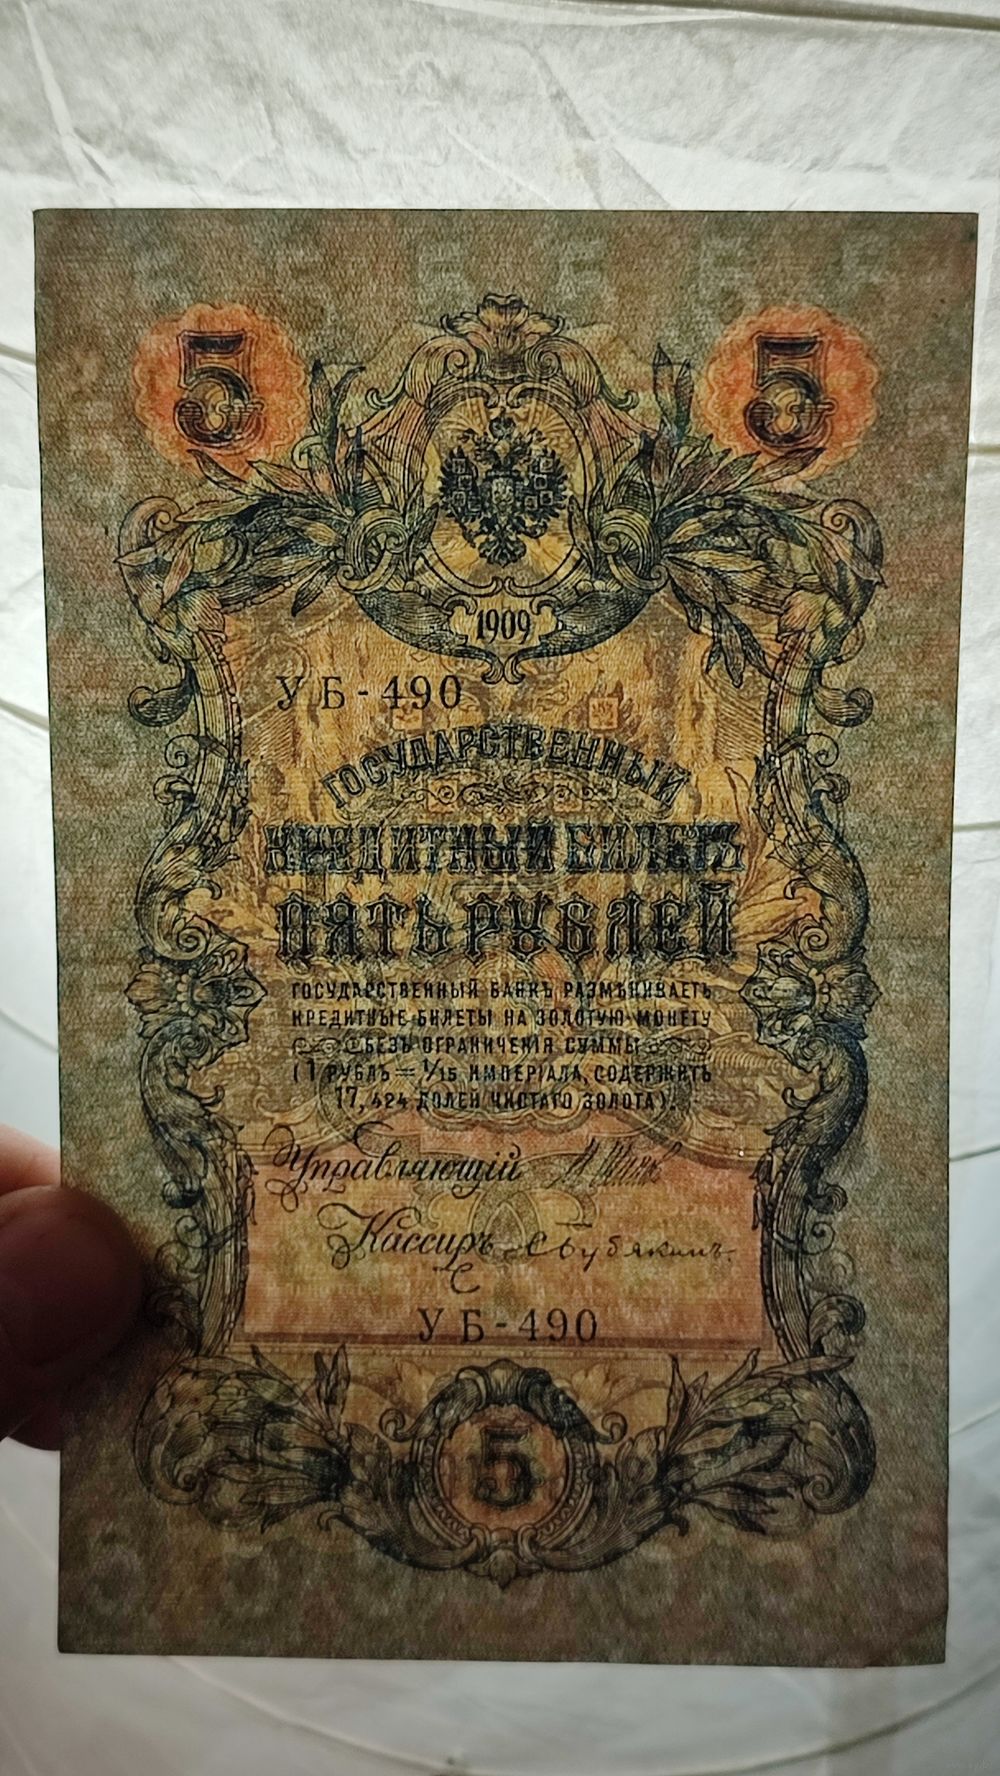 5 5
1909
УБ-490
ГОСУДАРСТВЕННЫЙ
КРЕДИТНЫЙ БИЛЕТЪ
ПЯТЬ РУБЛЕЙ
ГОСУДАРСТВЕННЫЙ БАНКЪ РАЗМѢНИВАЕТЪ
КРЕДИТНЫЕ БИЛЕТЫ НА ЗОЛОТУЮ МОНЕТУ
БЕЗЪ ОГРАНИЧЕНІЯ СУММЫ
(1 РУБЛЬ = 1/15 ИМПЕРІАЛА, СОДЕРЖИТЪ
17,424 ДОЛЕЙ ЧИСТАГО ЗОЛОТА).
Управляющій
Кассиръ С Бубякинъ
УБ-490
5